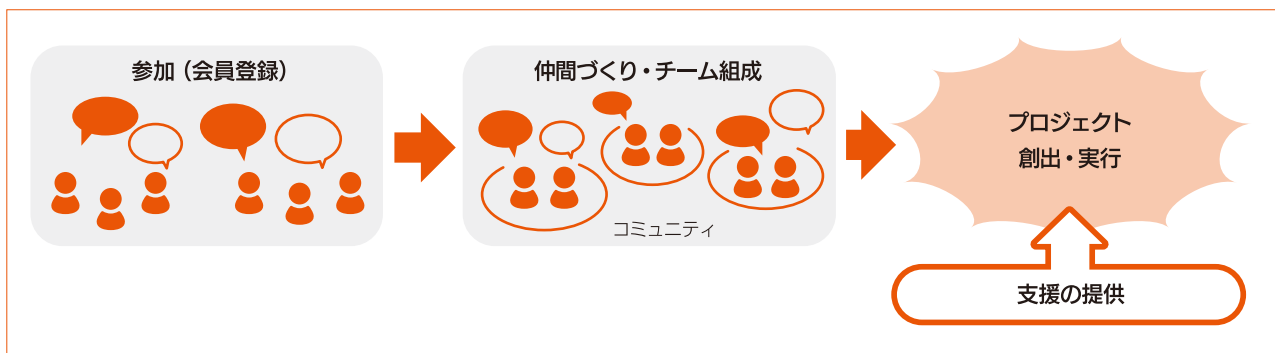 参加（会員登録）
仲間づくり・チーム組成
コミュニティ
プロジェクト
創出・実行
支援の提供